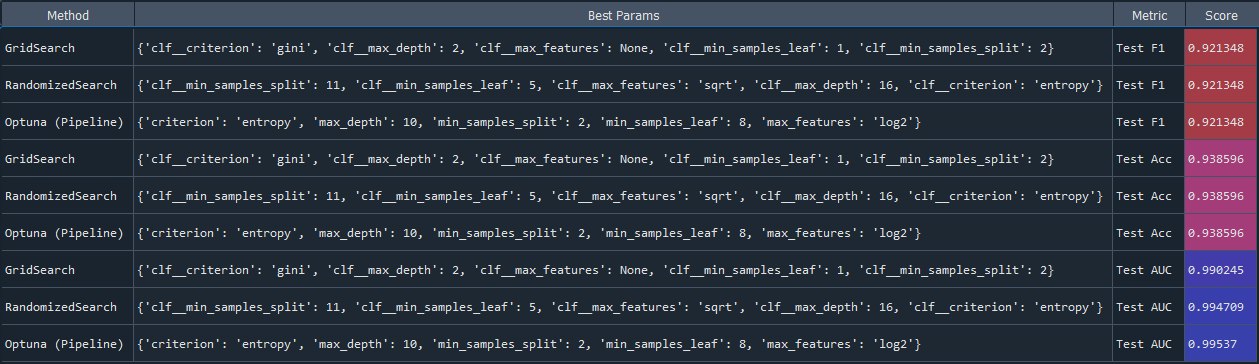 Method Best Params Metric Score
GridSearch {'clf__criterion': 'gini', 'clf__max_depth': 2, 'clf__max_features': None, 'clf__min_samples_leaf': 1, 'clf__min_samples_split': 2} Test F1 0.921348
RandomizedSearch {'clf__min_samples_split': 11, 'clf__min_samples_leaf': 5, 'clf__max_features': 'sqrt', 'clf__max_depth': 16, 'clf__criterion': 'entropy'} Test F1 0.921348
Optuna (Pipeline) {'criterion': 'entropy', 'max_depth': 10, 'min_samples_split': 2, 'min_samples_leaf': 8, 'max_features': 'log2'} Test F1 0.921348
GridSearch {'clf__criterion': 'gini', 'clf__max_depth': 2, 'clf__max_features': None, 'clf__min_samples_leaf': 1, 'clf__min_samples_split': 2} Test Acc 0.938596
RandomizedSearch {'clf__min_samples_split': 11, 'clf__min_samples_leaf': 5, 'clf__max_features': 'sqrt', 'clf__max_depth': 16, 'clf__criterion': 'entropy'} Test Acc 0.938596
Optuna (Pipeline) {'criterion': 'entropy', 'max_depth': 10, 'min_samples_split': 2, 'min_samples_leaf': 8, 'max_features': 'log2'} Test Acc 0.938596
GridSearch {'clf__criterion': 'gini', 'clf__max_depth': 2, 'clf__max_features': None, 'clf__min_samples_leaf': 1, 'clf__min_samples_split': 2} Test AUC 0.990245
RandomizedSearch {'clf__min_samples_split': 11, 'clf__min_samples_leaf': 5, 'clf__max_features': 'sqrt', 'clf__max_depth': 16, 'clf__criterion': 'entropy'} Test AUC 0.994709
Optuna (Pipeline) {'criterion': 'entropy', 'max_depth': 10, 'min_samples_split': 2, 'min_samples_leaf': 8, 'max_features': 'log2'} Test AUC 0.99537